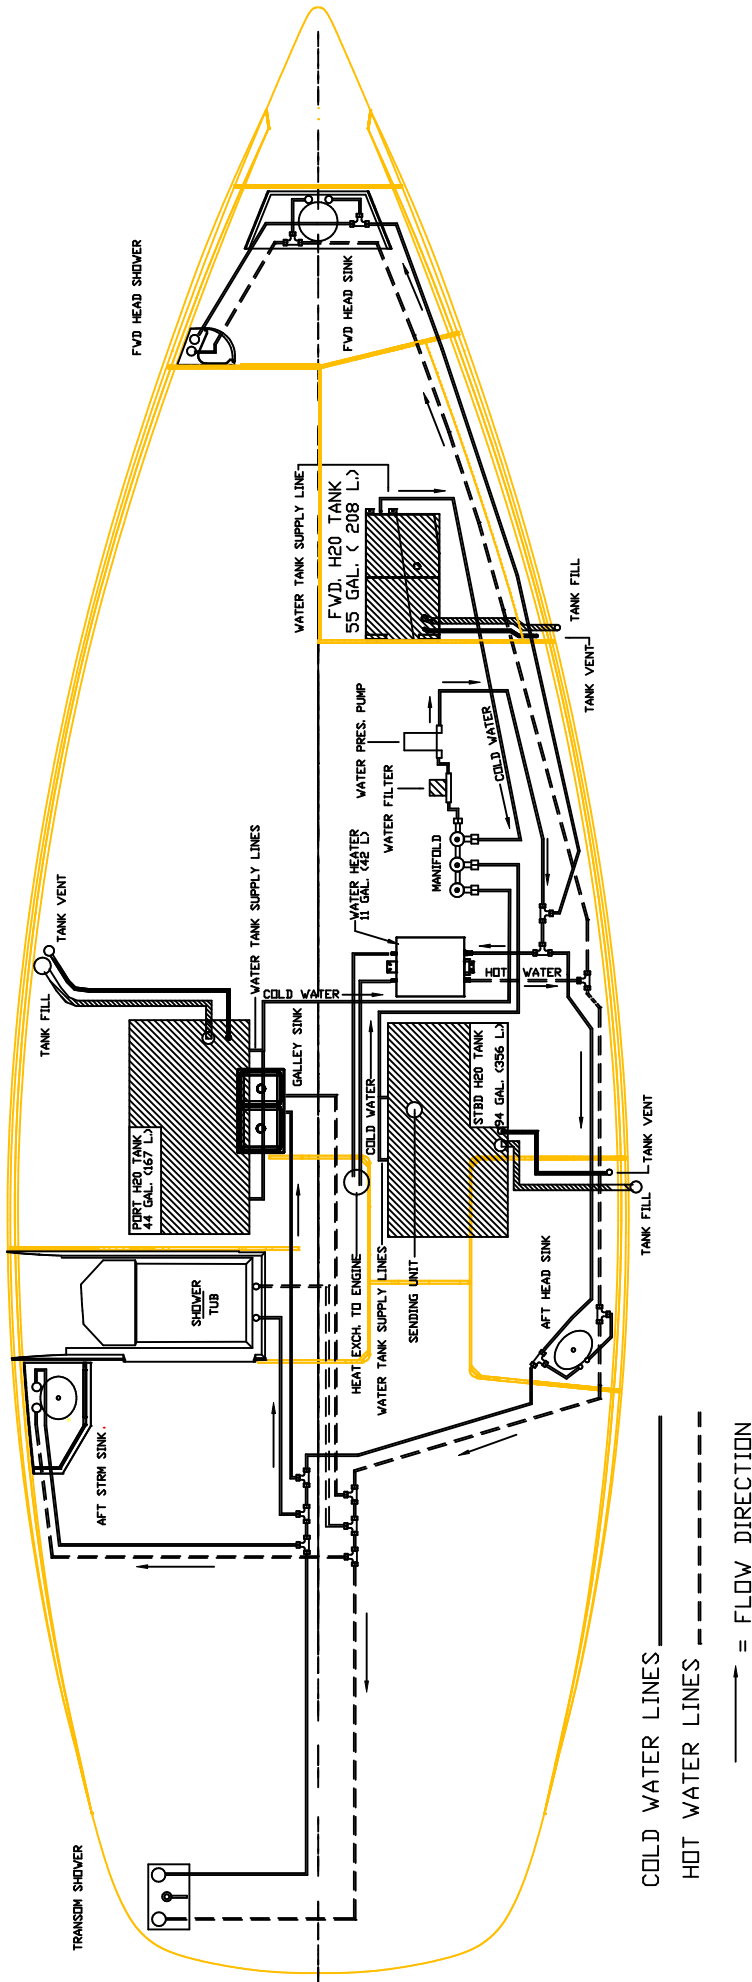 FWD HEAD SHOWER
FWD HEAD SINK
WATER TANK SUPPLY LINE
FWD. H20 TANK
55 GAL. ( 208 L.)
TANK FILL
TANK VENT
WATER PRES. PUMP
WATER FILTER
COLD WATER
MANIFOLD
WATER HEATER
11 GAL. (42 L)
WATER TANK SUPPLY LINES
TANK VENT
TANK FILL
COLD WATER
HOT WATER
GALLEY SINK
PORT H20 TANK
44 GAL. (167 L.)
COLD WATER
STBD H20 TANK
94 GAL. (356 L.)
TANK VENT
TANK FILL
SHOWER
TUB
HEAT EXCH. TO ENGINE
WATER TANK SUPPLY LINES
SENDING UNIT
AFT HEAD SINK
AFT STRM SINK.
TRANSOM SHOWER
COLD WATER LINES
HOT WATER LINES
= FLOW DIRECTION